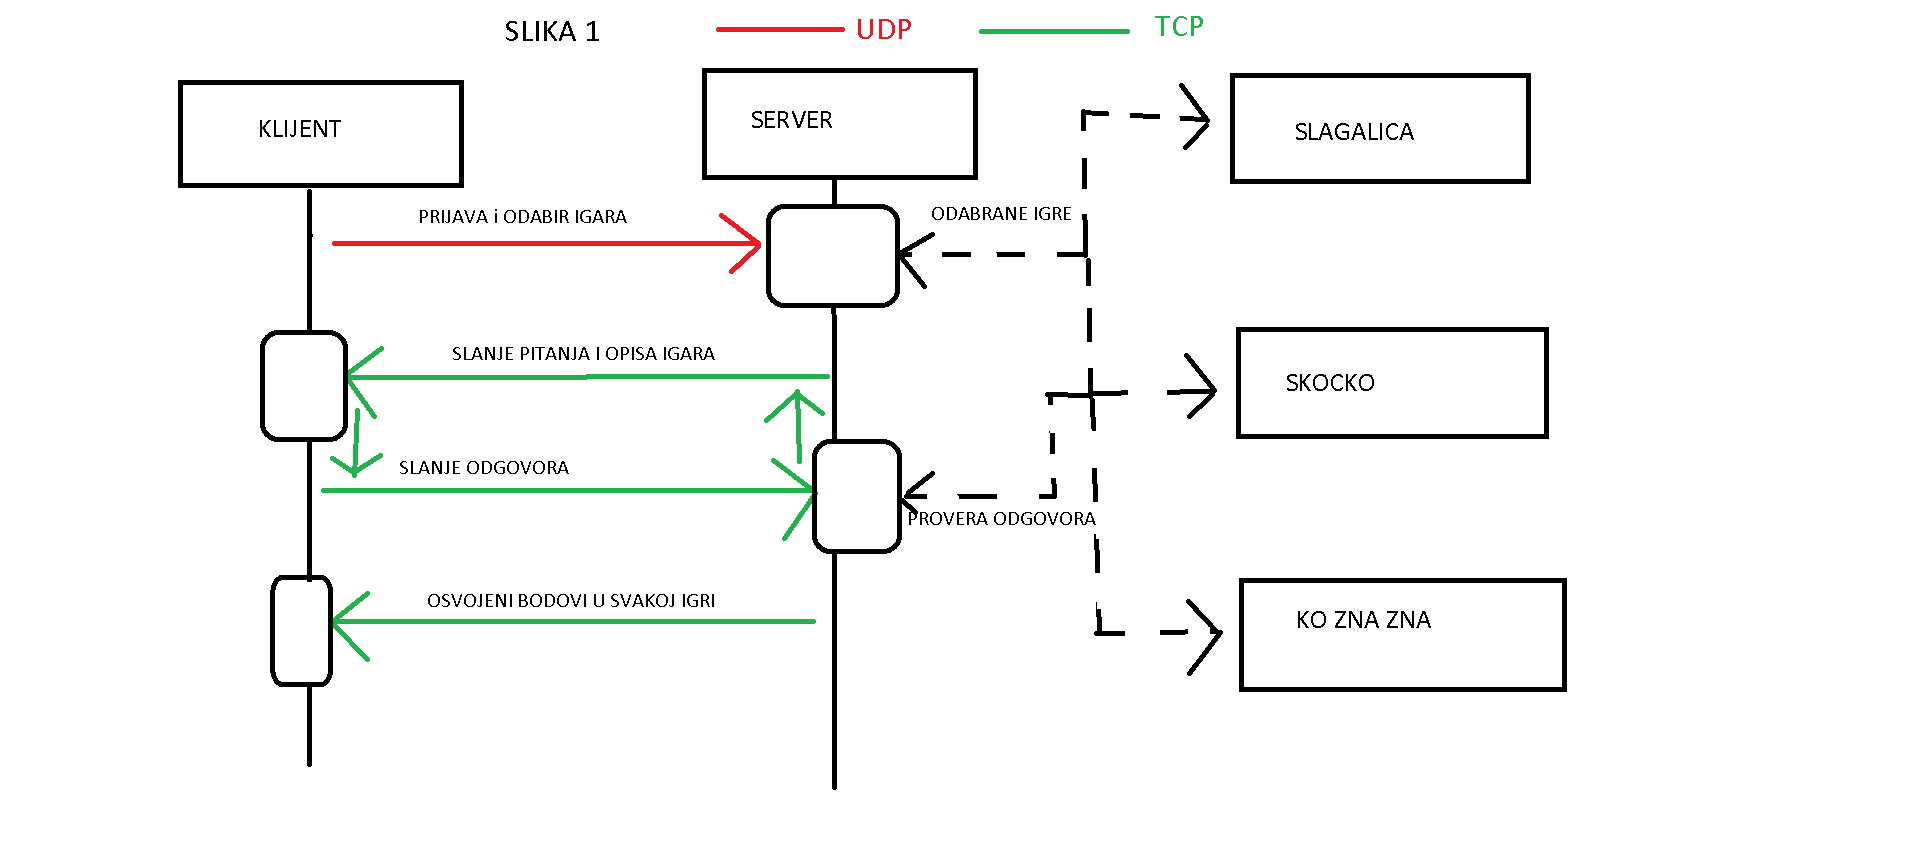 SLIKA 1
UDP
TCP
KLIJENT
SERVER
SLAGALICA
PRIJAVA i ODABIR IGARA
ODABRANE IGRE
SLANJE PITANJA I OPISA IGARA
SKOCKO
SLANJE ODGOVORA
PROVERA ODGOVORA
OSVOJENI BODOVI U SVAKOJ IGRI
KO ZNA ZNA